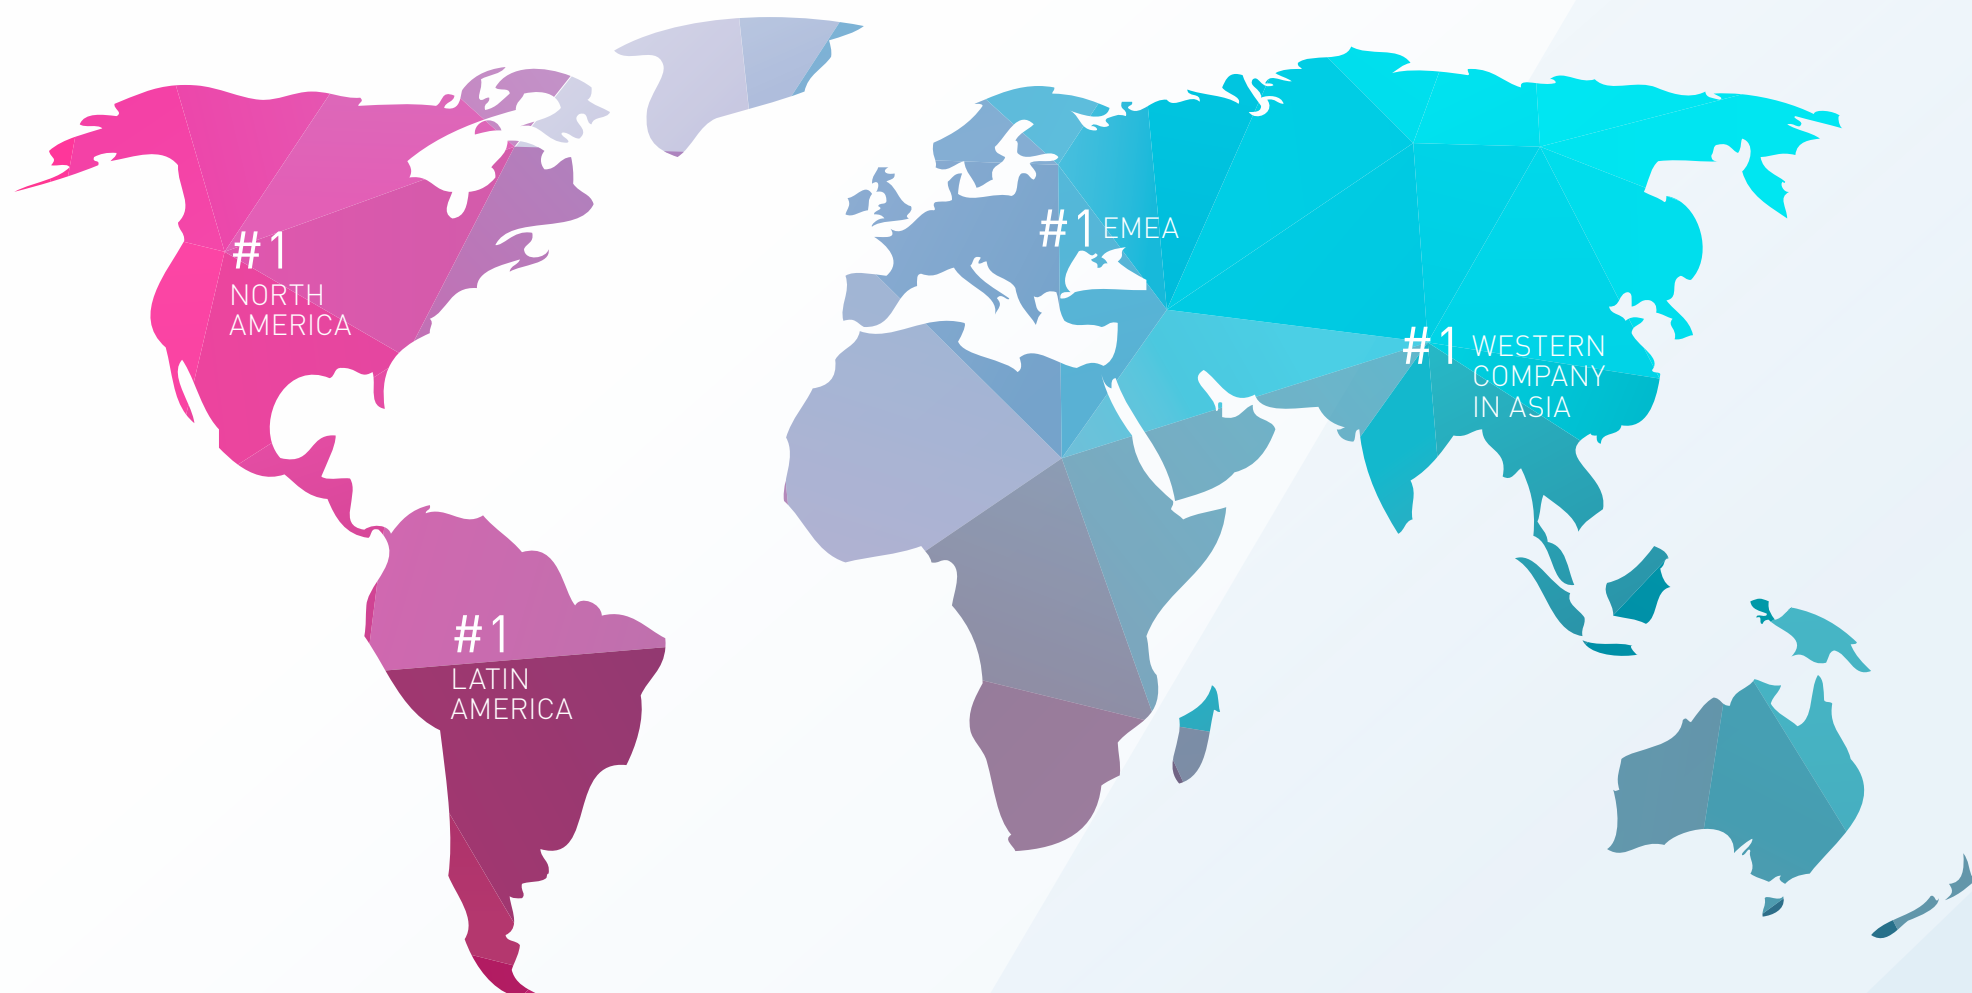 #1
NORTH
AMERICA
#1 EMEA
#1 WESTERN
COMPANY
IN ASIA
#1
LATIN
AMERICA